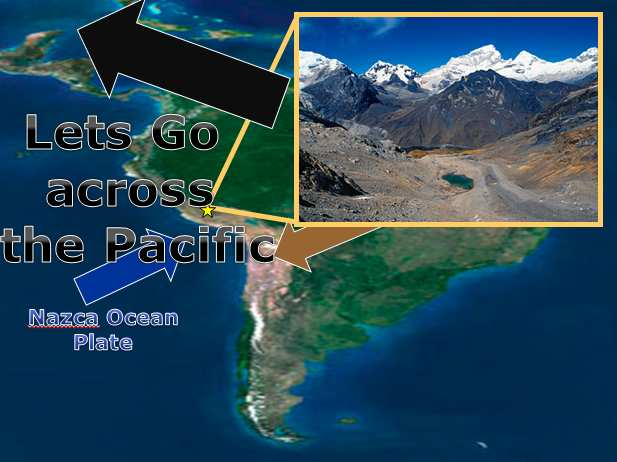 Lets Go
across
the Pacific
Nazca Ocean
Plate